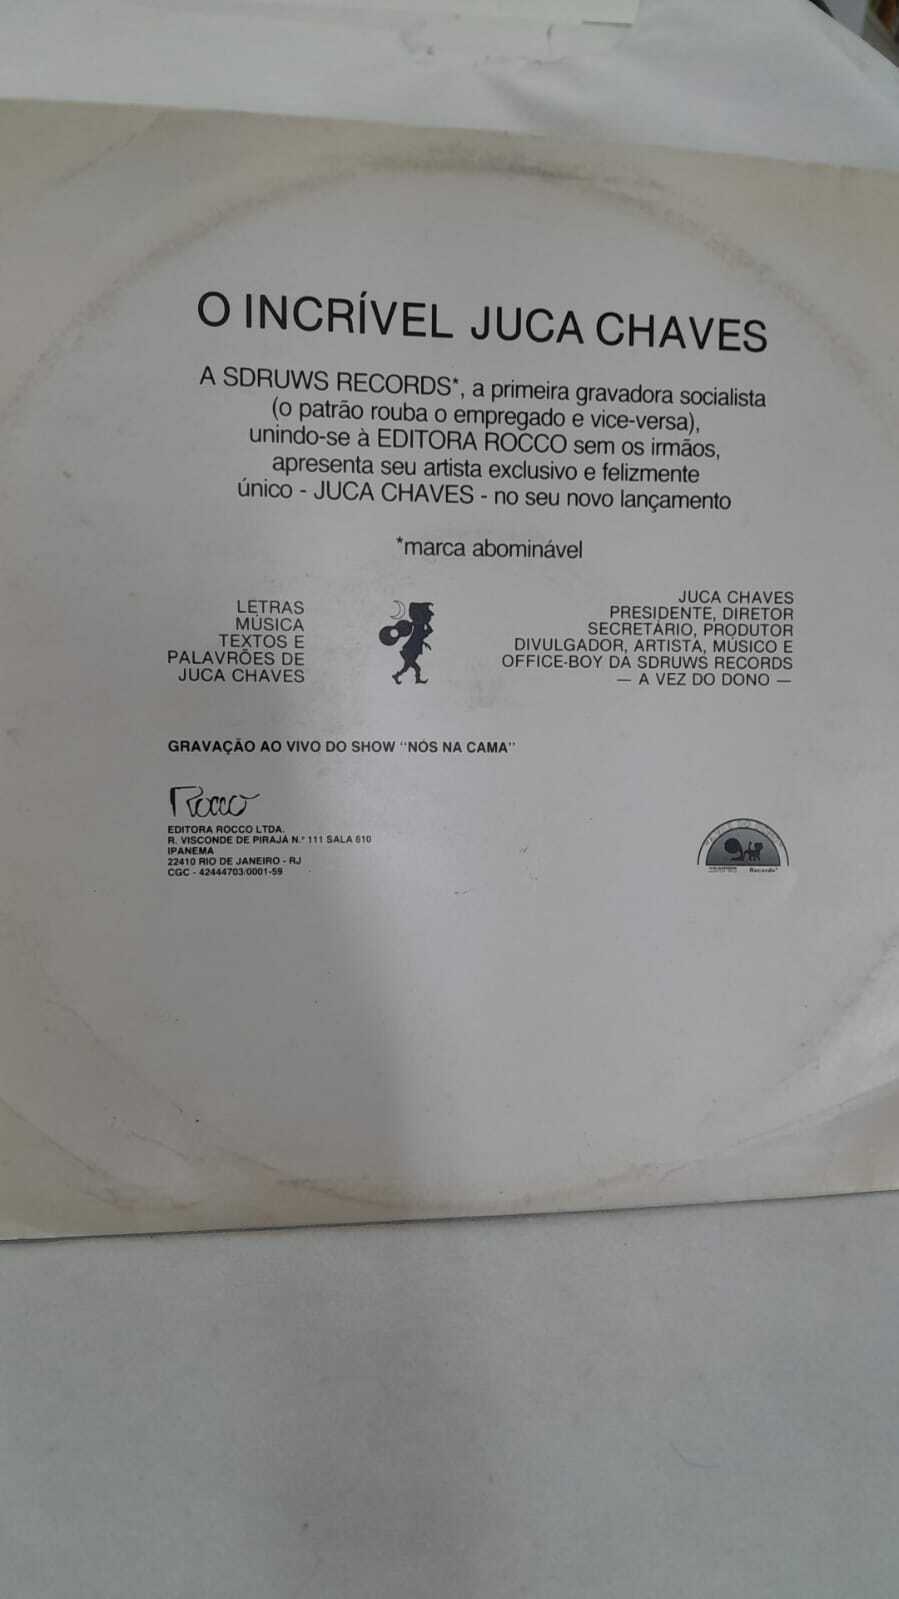 O INCRÍVEL JUCA CHAVES
A SDRUWS RECORDS*, a primeira gravadora socialista
(o patrão rouba o empregado e vice-versa),
unindo-se à EDITORA ROCCO sem os irmãos,
apresenta seu artista exclusivo e felizmente
único - JUCA CHAVES - no seu novo lançamento
*marca abominável
LETRAS
MÚSICA
TEXTOS E
PALAVRÕES DE
JUCA CHAVES
JUCA CHAVES
PRESIDENTE, DIRETOR
SECRETÁRIO, PRODUTOR
DIVULGADOR, ARTISTA, MÚSICO E
OFFICE-BOY DA SDRUWS RECORDS
— A VEZ DO DONO —
GRAVAÇÃO AO VIVO DO SHOW "NÓS NA CAMA"
Rocco
EDITORA ROCCO LTDA.
R. VISCONDE DE PIRAJÁ N.º 111 SALA 610
IPANEMA
22410 RIO DE JANEIRO - RJ
CGC - 42444703/0001-59
Records*